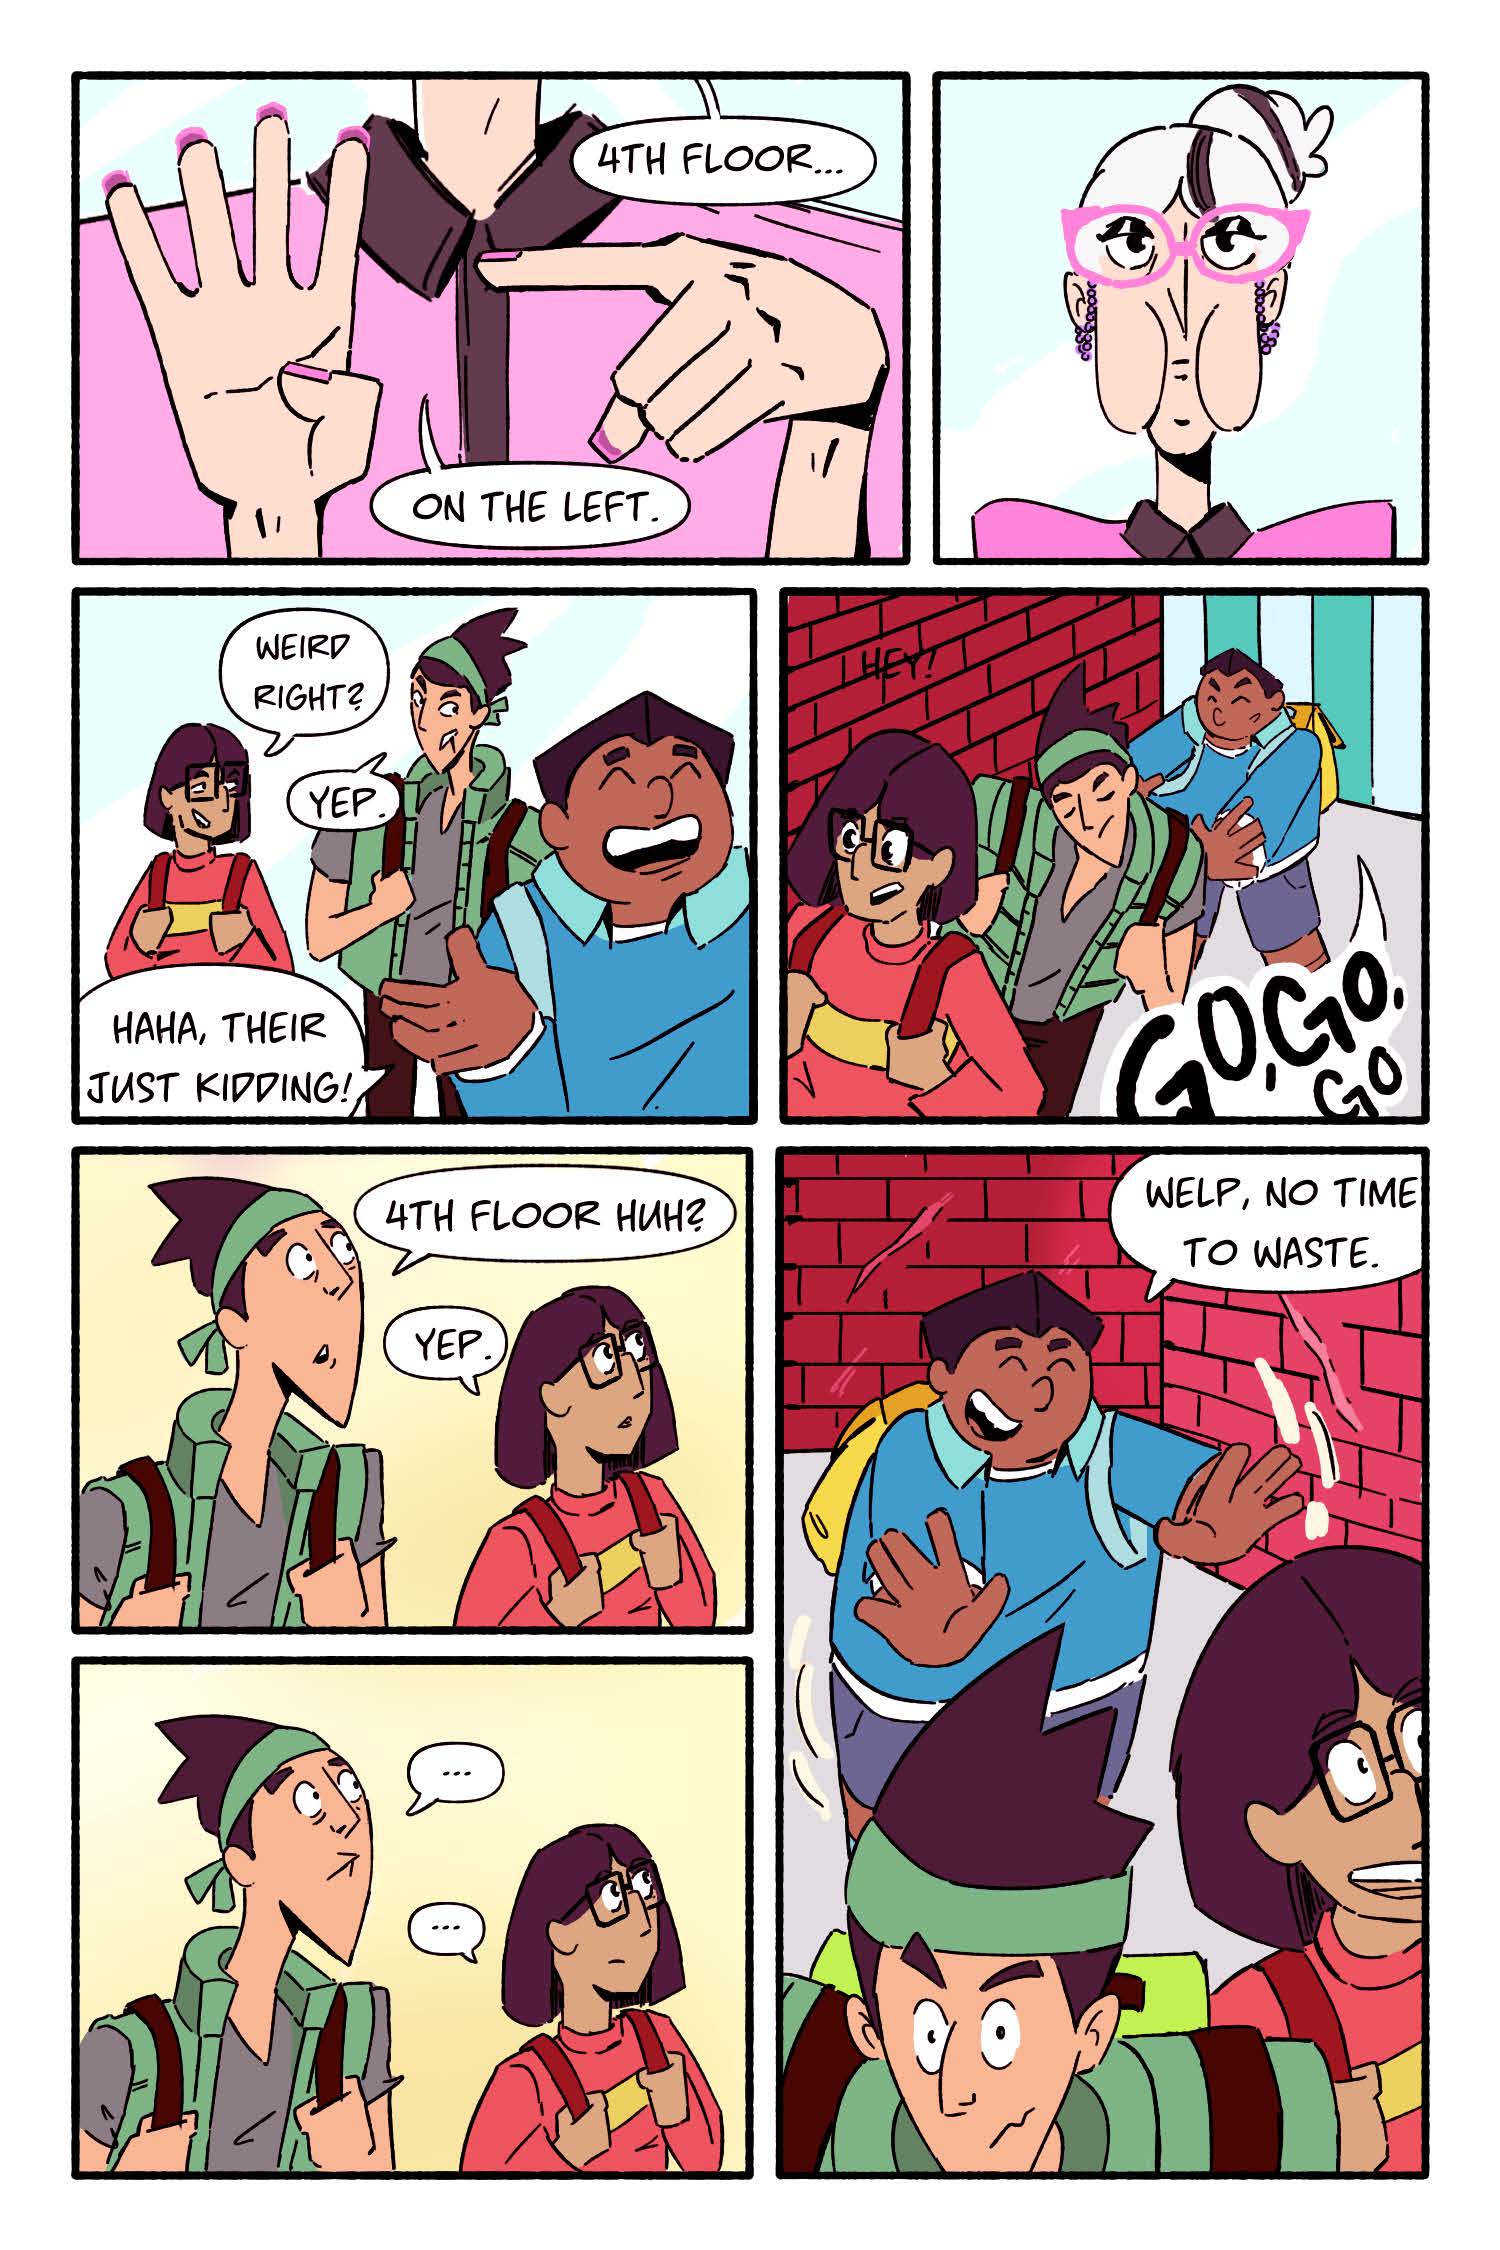 4TH FLOOR...
ON THE LEFT.
WEIRD
RIGHT?
YEP.
HAHA, THEIR
JUST KIDDING!
HEY!
GO, GO,
GO
4TH FLOOR HUH?
YEP.
...
...
WELP, NO TIME
TO WASTE.